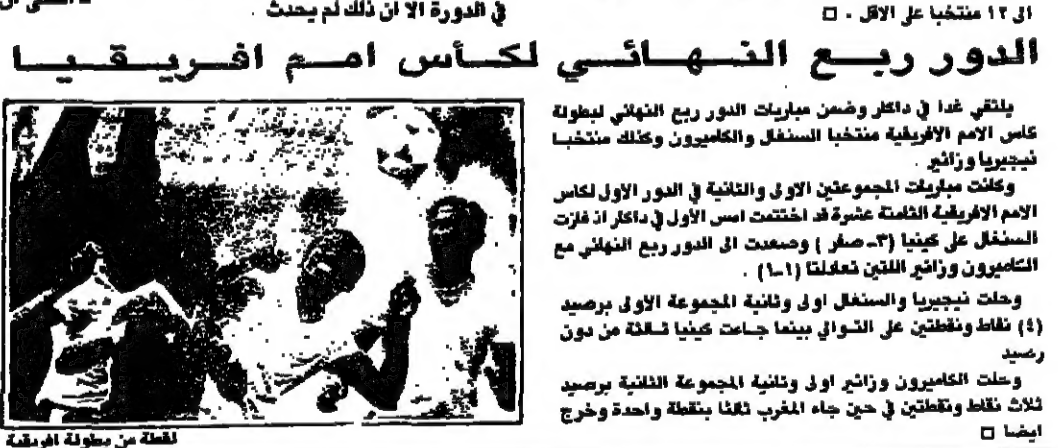 الى ١٢ منتخبا على الاقل . □
في الدورة الا ان ذلك لم يحدث .
الدور ربع النهائي لكأس امم افريقيا
يلتقي غدا في داكار وضمن مباريات الدور ربع النهائي لبطولة
كاس الامم الافريقية منتخبا السنغال والكاميرون وكذلك منتخبا
نيجيريا وزائير .
وكانت مباريات المجموعتين الاولى والثانية في الدور الاول لكاس
الامم الافريقية الثامنة عشرة قد اختتمت امس الأول في داكار اذ فازت
السنغال على كينيا (٣ـ صفر ) وصعدت الى الدور ربع النهائي مع
الكاميرون وزائير اللتين تعادلتا (١ـ١) .
وحلت نيجيريا والسنغال اولى وثانية المجموعة الاولى برصيد
(٤) نقاط ونقطتين على التوالي بينما جاءت كينيا ثالثة من دون
رصيد
وحلت الكاميرون وزائير اولى وثانية المجموعة الثانية برصيد
ثلاث نقاط ونقطتين في حين جاء المغرب ثالثا بنقطة واحدة وخرج
ايضا □
لقطة من بطولة افريقية